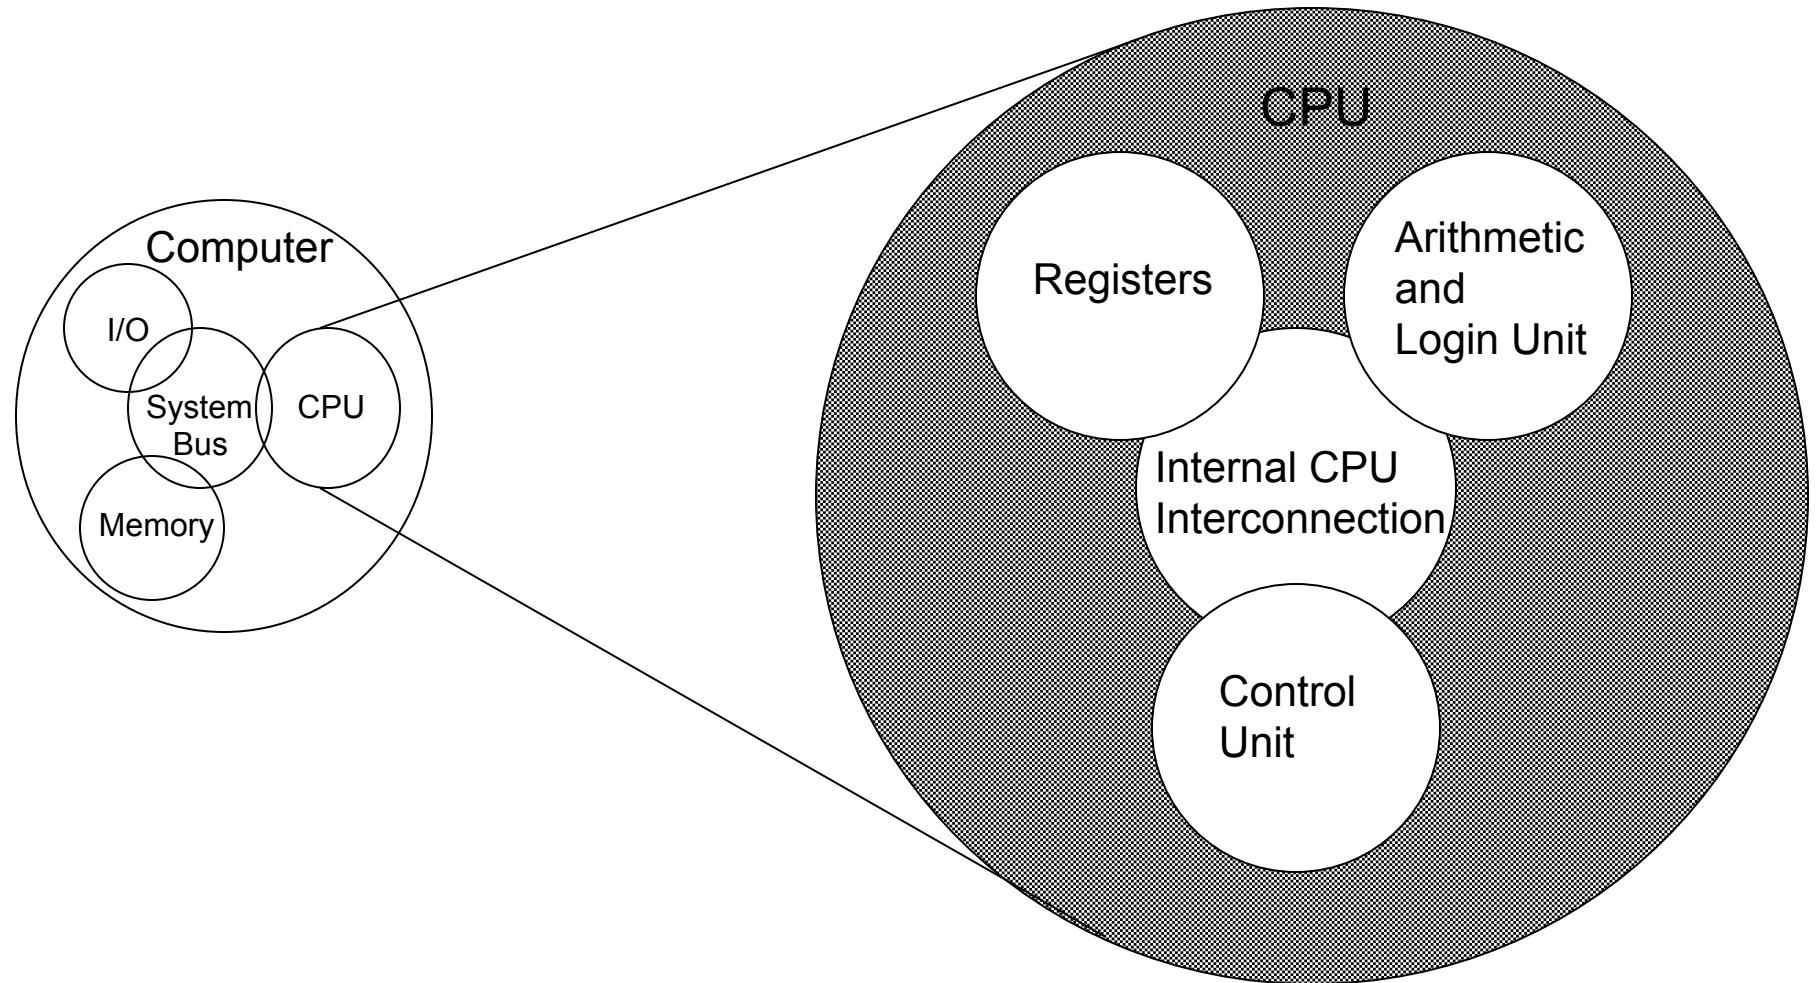 Computer
I/O
System
Bus
CPU
Memory
CPU
Registers
Arithmetic
and
Login Unit
Internal CPU
Interconnection
Control
Unit